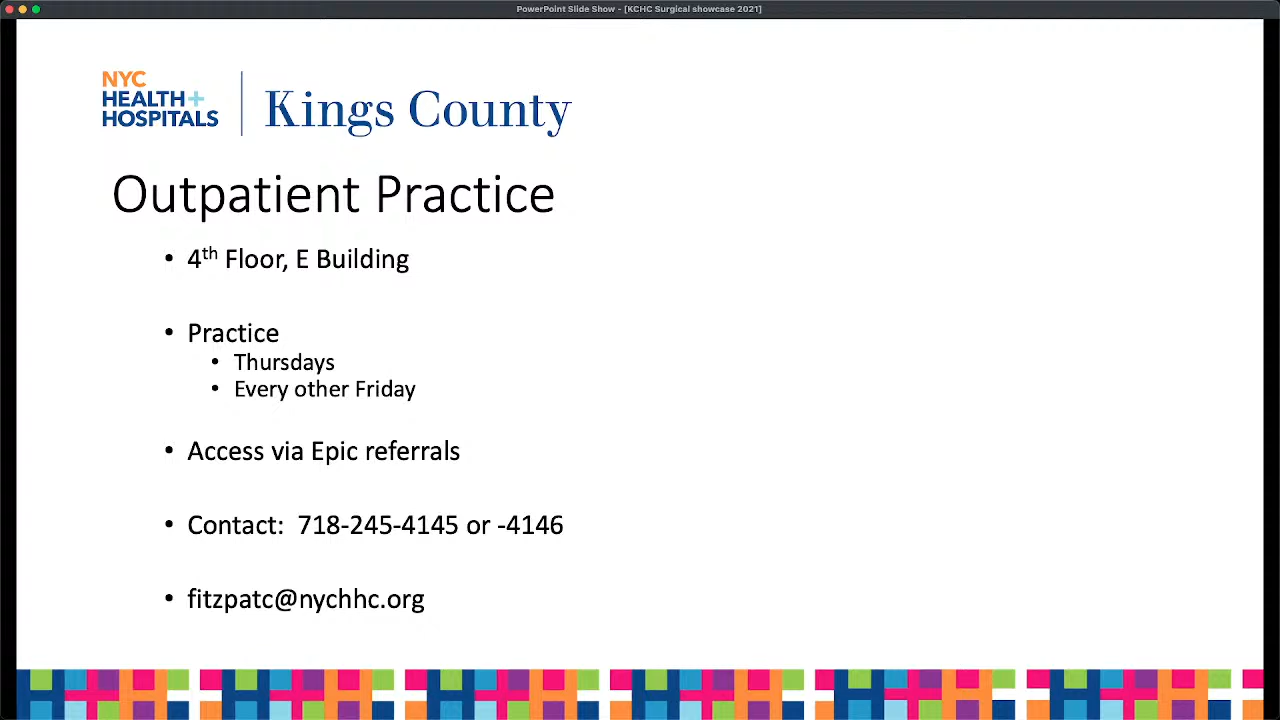 PowerPoint Slide Show - [KCHC Surgical showcase 2021]
NYC
HEALTH+
HOSPITALS
Kings County
Outpatient Practice
• 4th Floor, E Building
• Practice
• Thursdays
• Every other Friday
• Access via Epic referrals
• Contact:  718-245-4145 or -4146
• fitzpatc@nychhc.org